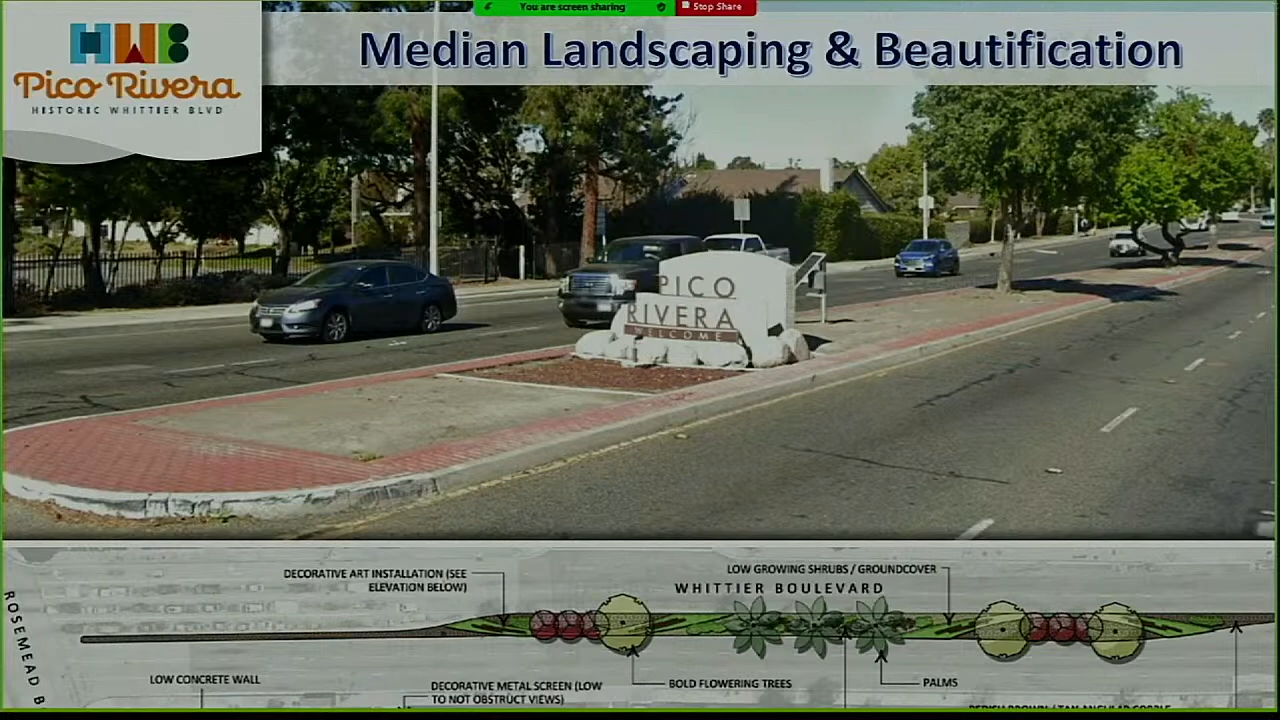 You are screen sharing
Stop Share
HWB
Pico Rivera
HISTORIC WHITTIER BLVD
Median Landscaping & Beautification
PICO
RIVERA
WELCOME
DECORATIVE ART INSTALLATION (SEE
ELEVATION BELOW)
LOW GROWING SHRUBS / GROUNDCOVER
WHITTIER BOULEVARD
ROSEMEAD B
LOW CONCRETE WALL
DECORATIVE METAL SCREEN (LOW
TO NOT OBSTRUCT VIEWS)
BOLD FLOWERING TREES
PALMS